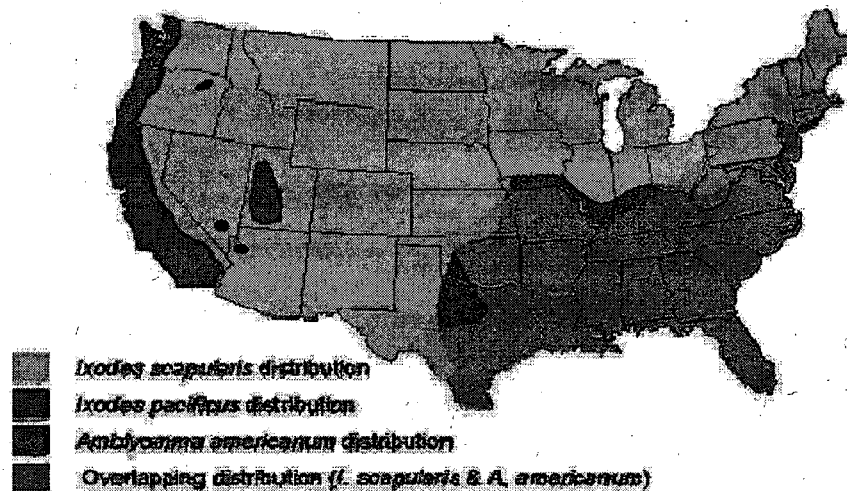 Ixodes scapularis distribution
Ixodes pacificus distribution
Amblyomma americanum distribution
Overlapping distribution (I. scapularis & A. americanum)